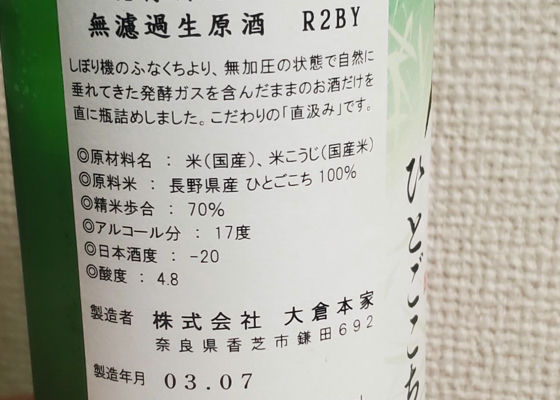 無濾過生原酒 R2BY
しぼり機のふなくちより、無加圧の状態で自然に
垂れてきた発酵ガスを含んだままのお酒だけを
直に瓶詰めしました。こだわりの「直汲み」です。
◎原材料名 : 米(国産)、米こうじ(国産米)
◎原料米 : 長野県産 ひとごこち 100%
◎精米歩合 : 70%
◎アルコール分 : 17度
◎日本酒度 : -20
◎酸度 : 4.8
製造者 株式会社 大倉本家
奈良県香芝市鎌田692
製造年月 03.07
ひとごこち